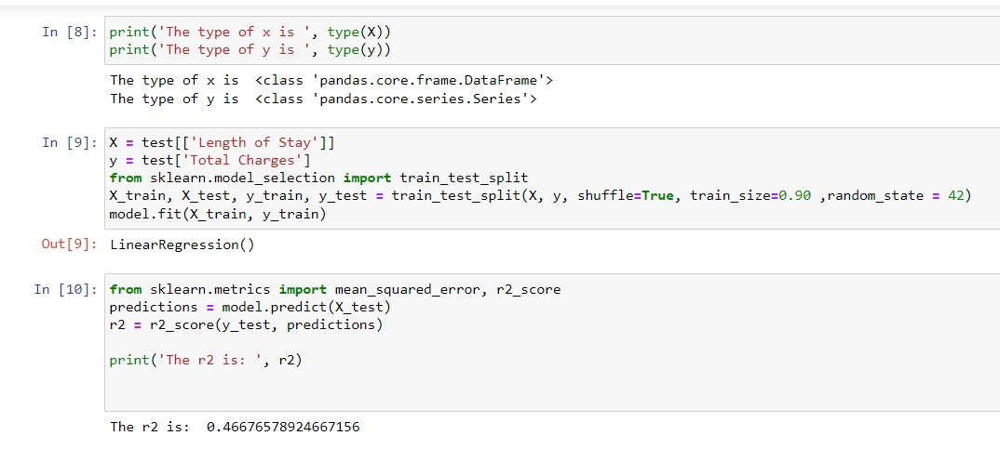 In [8]: print('The type of x is ', type(X))
print('The type of y is ', type(y))
The type of x is  <class 'pandas.core.frame.DataFrame'>
The type of y is  <class 'pandas.core.series.Series'>
In [9]: X = test[['Length of Stay']]
y = test['Total Charges']
from sklearn.model_selection import train_test_split
X_train, X_test, y_train, y_test = train_test_split(X, y, shuffle=True, train_size=0.90 ,random_state = 42)
model.fit(X_train, y_train)
Out[9]: LinearRegression()
In [10]: from sklearn.metrics import mean_squared_error, r2_score
predictions = model.predict(X_test)
r2 = r2_score(y_test, predictions)
print('The r2 is: ', r2)
The r2 is:  0.46676578924667156